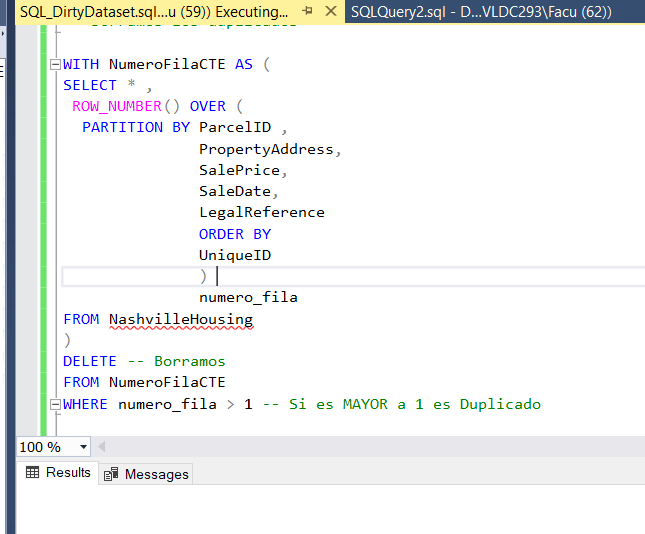 SQL_DirtyDataset.sql...u (59)) Executing... SQLQuery2.sql - D...VLDC293\Facu (62))
WITH NumeroFilaCTE AS (
SELECT * ,
ROW_NUMBER() OVER (
PARTITION BY ParcelID ,
PropertyAddress,
SalePrice,
SaleDate,
LegalReference
ORDER BY
UniqueID
)
numero_fila
FROM NashvilleHousing
)
DELETE -- Borramos
FROM NumeroFilaCTE
WHERE numero_fila > 1 -- Si es MAYOR a 1 es Duplicado
100 %
Results Messages